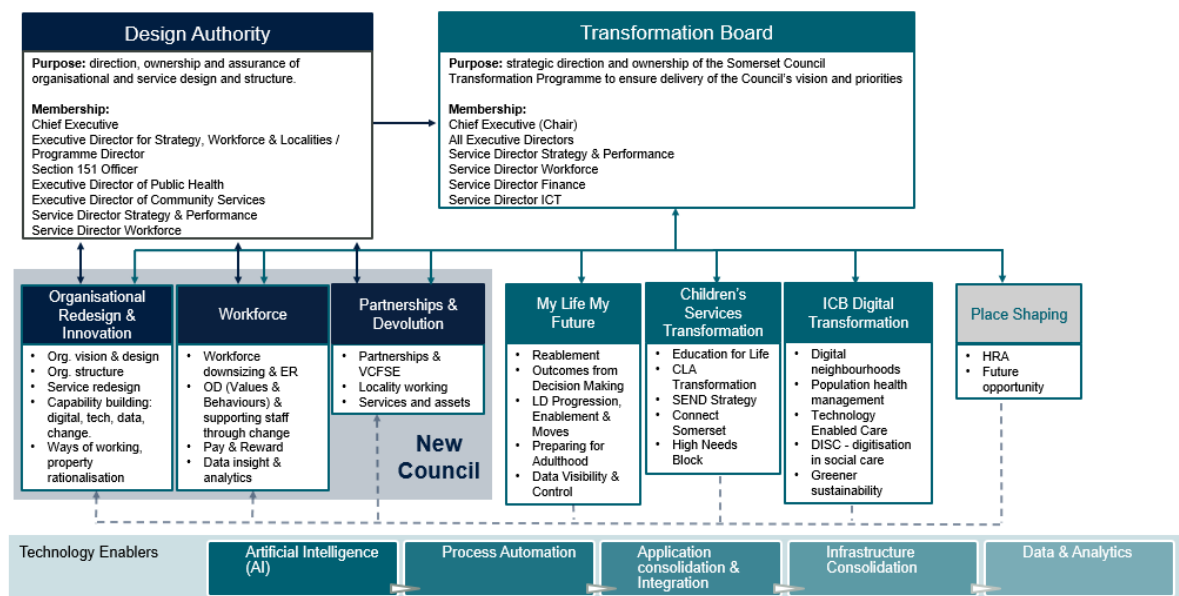 Design Authority
Purpose: direction, ownership and assurance of
organisational and service design and structure.
Membership:
Chief Executive
Executive Director for Strategy, Workforce & Localities /
Programme Director
Section 151 Officer
Executive Director of Public Health
Executive Director of Community Services
Service Director Strategy & Performance
Service Director Workforce
Transformation Board
Purpose: strategic direction and ownership of the Somerset Council
Transformation Programme to ensure delivery of the Council's vision and priorities
Membership:
Chief Executive (Chair)
All Executive Directors
Service Director Strategy & Performance
Service Director Workforce
Service Director Finance
Service Director ICT
Organisational
Redesign &
Innovation
• Org. vision & design
• Org. structure
• Service redesign
• Capability building:
digital, tech, data,
change.
• Ways of working,
property
rationalisation
Workforce
• Workforce
downsizing & ER
• OD (Values &
Behaviours) &
supporting staff
through change
• Pay & Reward
• Data insight &
analytics
Partnerships &
Devolution
• Partnerships &
VCFSE
• Locality working
• Services and assets
New
Council
My Life My
Future
• Reablement
• Outcomes from
Decision Making
• LD Progression,
Enablement &
Moves
• Preparing for
Adulthood
• Data Visibility &
Control
Children's
Services
Transformation
• Education for Life
• CLA
Transformation
• SEND Strategy
• Connect
Somerset
• High Needs
Block
ICB Digital
Transformation
• Digital
neighbourhoods
• Population health
management
• Technology
Enabled Care
• DISC - digitisation
in social care
• Greener
sustainability
Place Shaping
• HRA
• Future
opportunity
Technology Enablers
Artificial Intelligence
(AI)
Process Automation
Application
consolidation &
Integration
Infrastructure
Consolidation
Data & Analytics